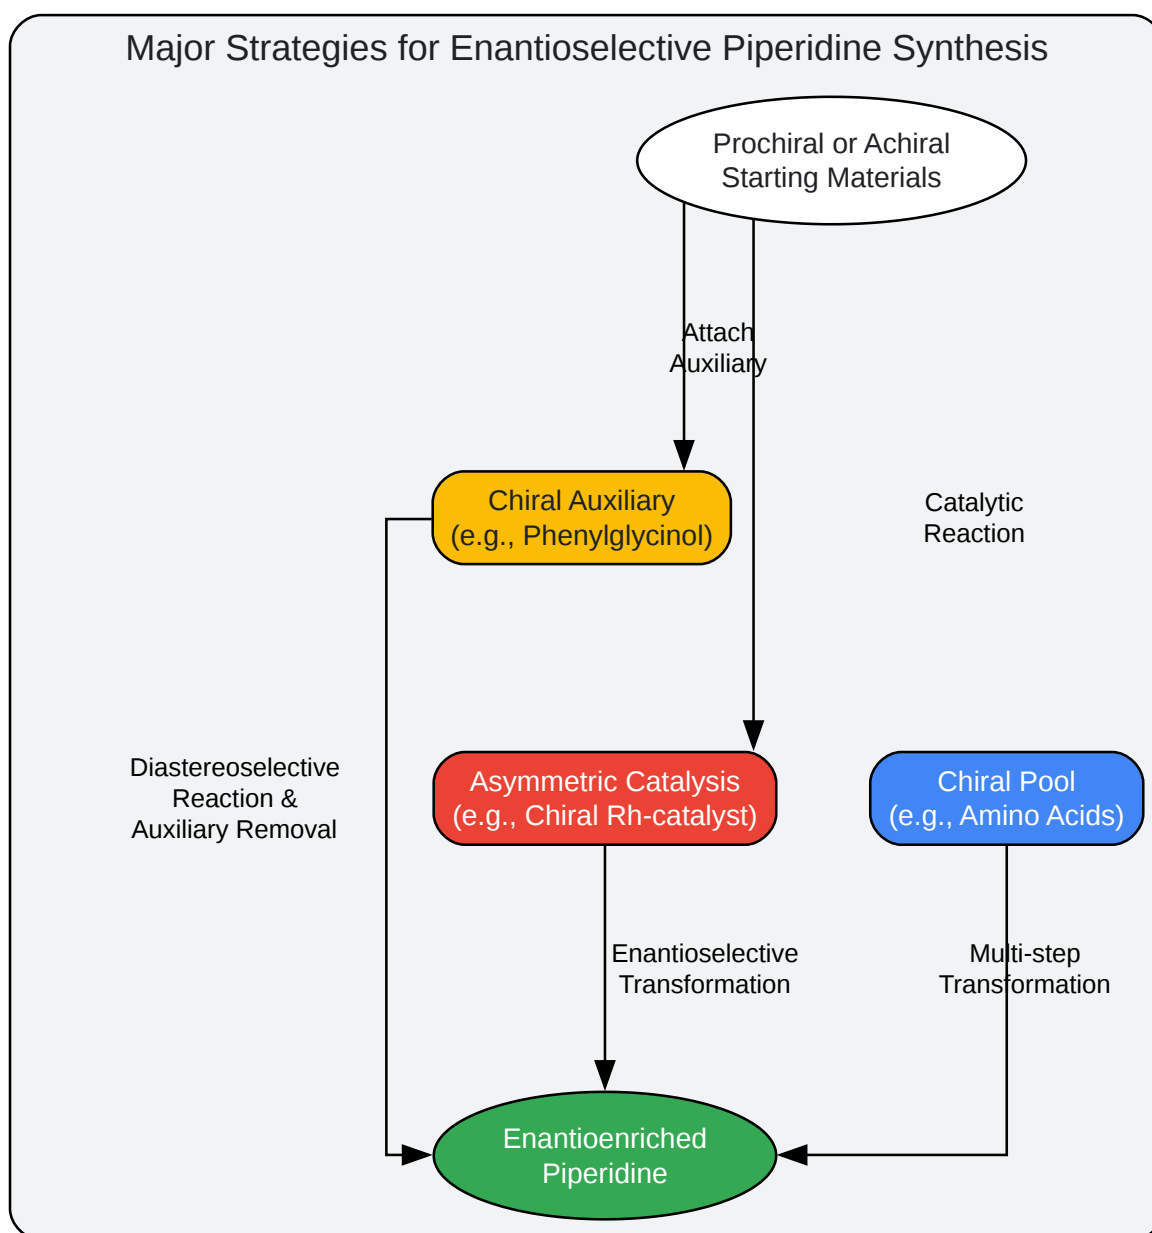 Major Strategies for Enantioselective Piperidine Synthesis
Prochiral or Achiral
Starting Materials
Attach
Auxiliary
Chiral Auxiliary
(e.g., Phenylglycinol)
Catalytic
Reaction
Diastereoselective
Reaction &
Auxiliary Removal
Asymmetric Catalysis
(e.g., Chiral Rh-catalyst)
Chiral Pool
(e.g., Amino Acids)
Enantioselective
Transformation
Multi-step
Transformation
Enantioenriched
Piperidine